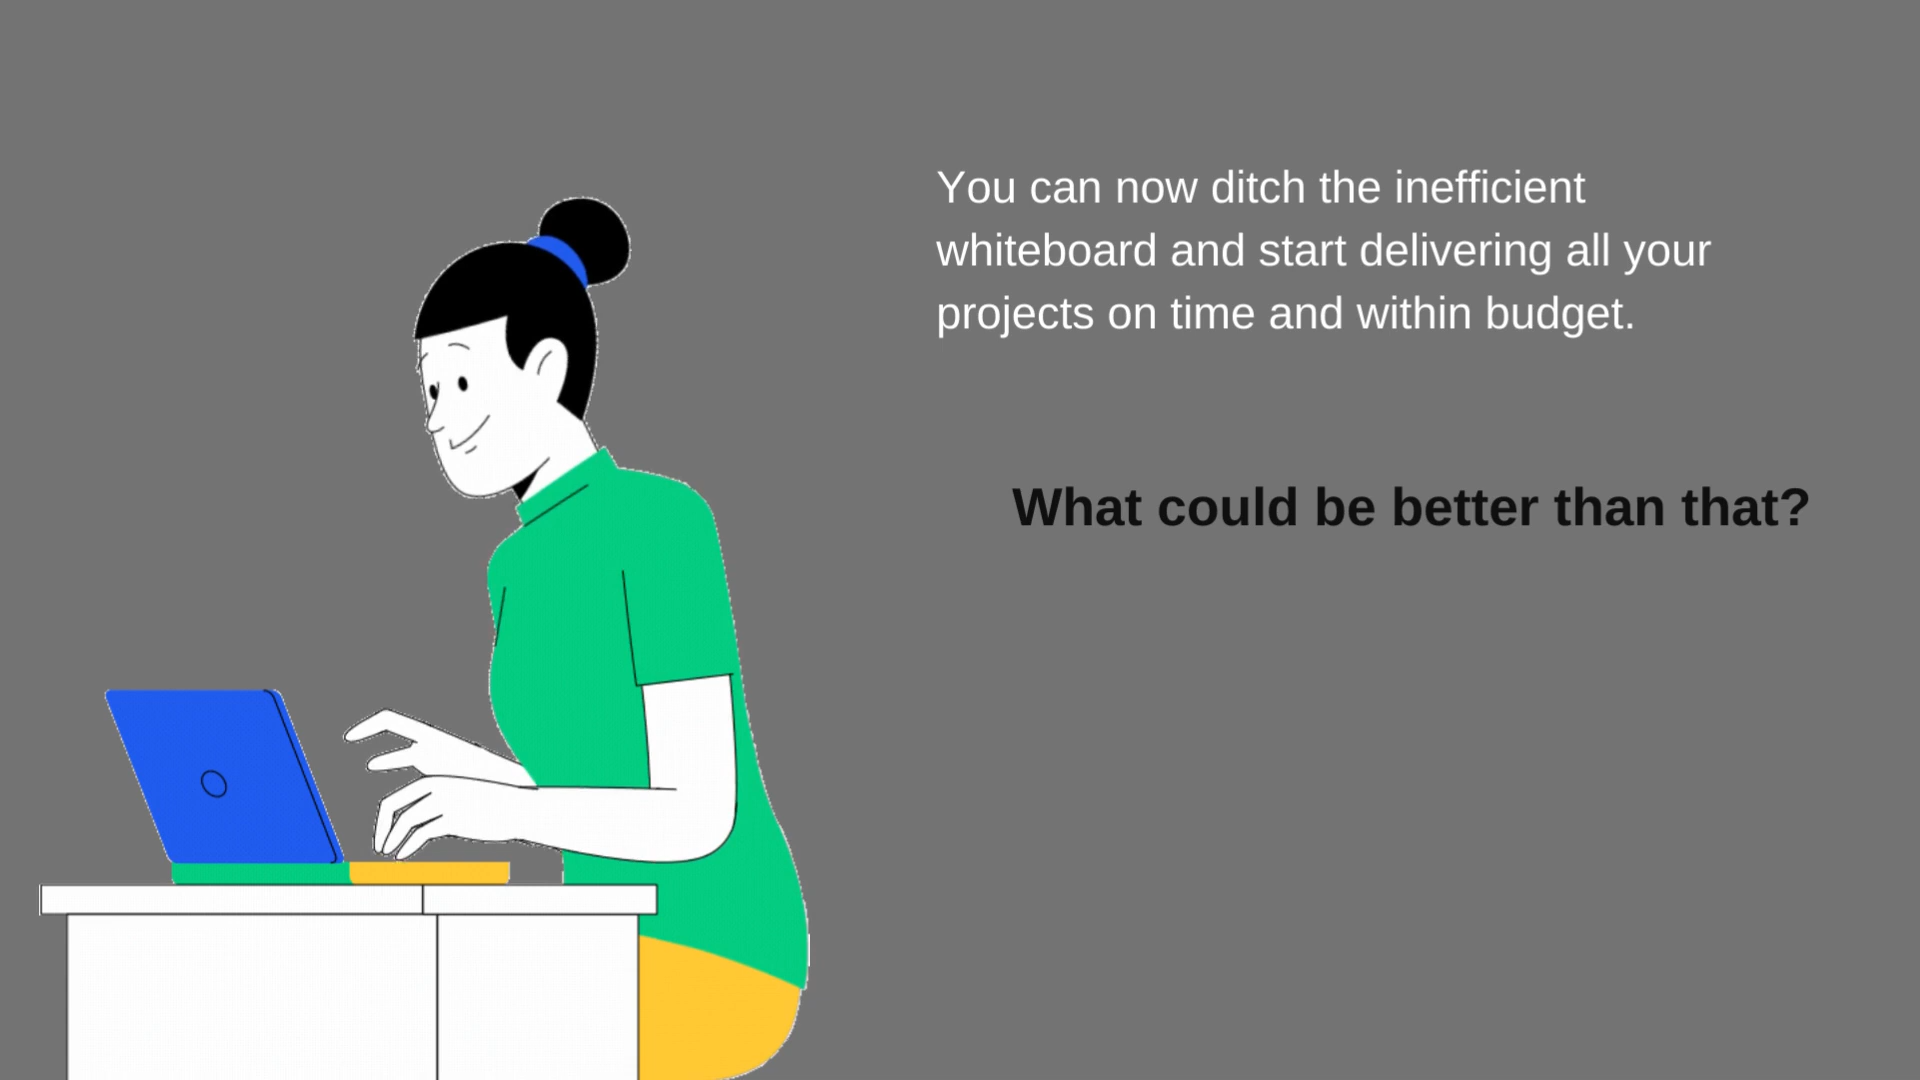 You can now ditch the inefficient
whiteboard and start delivering all your
projects on time and within budget.
What could be better than that?